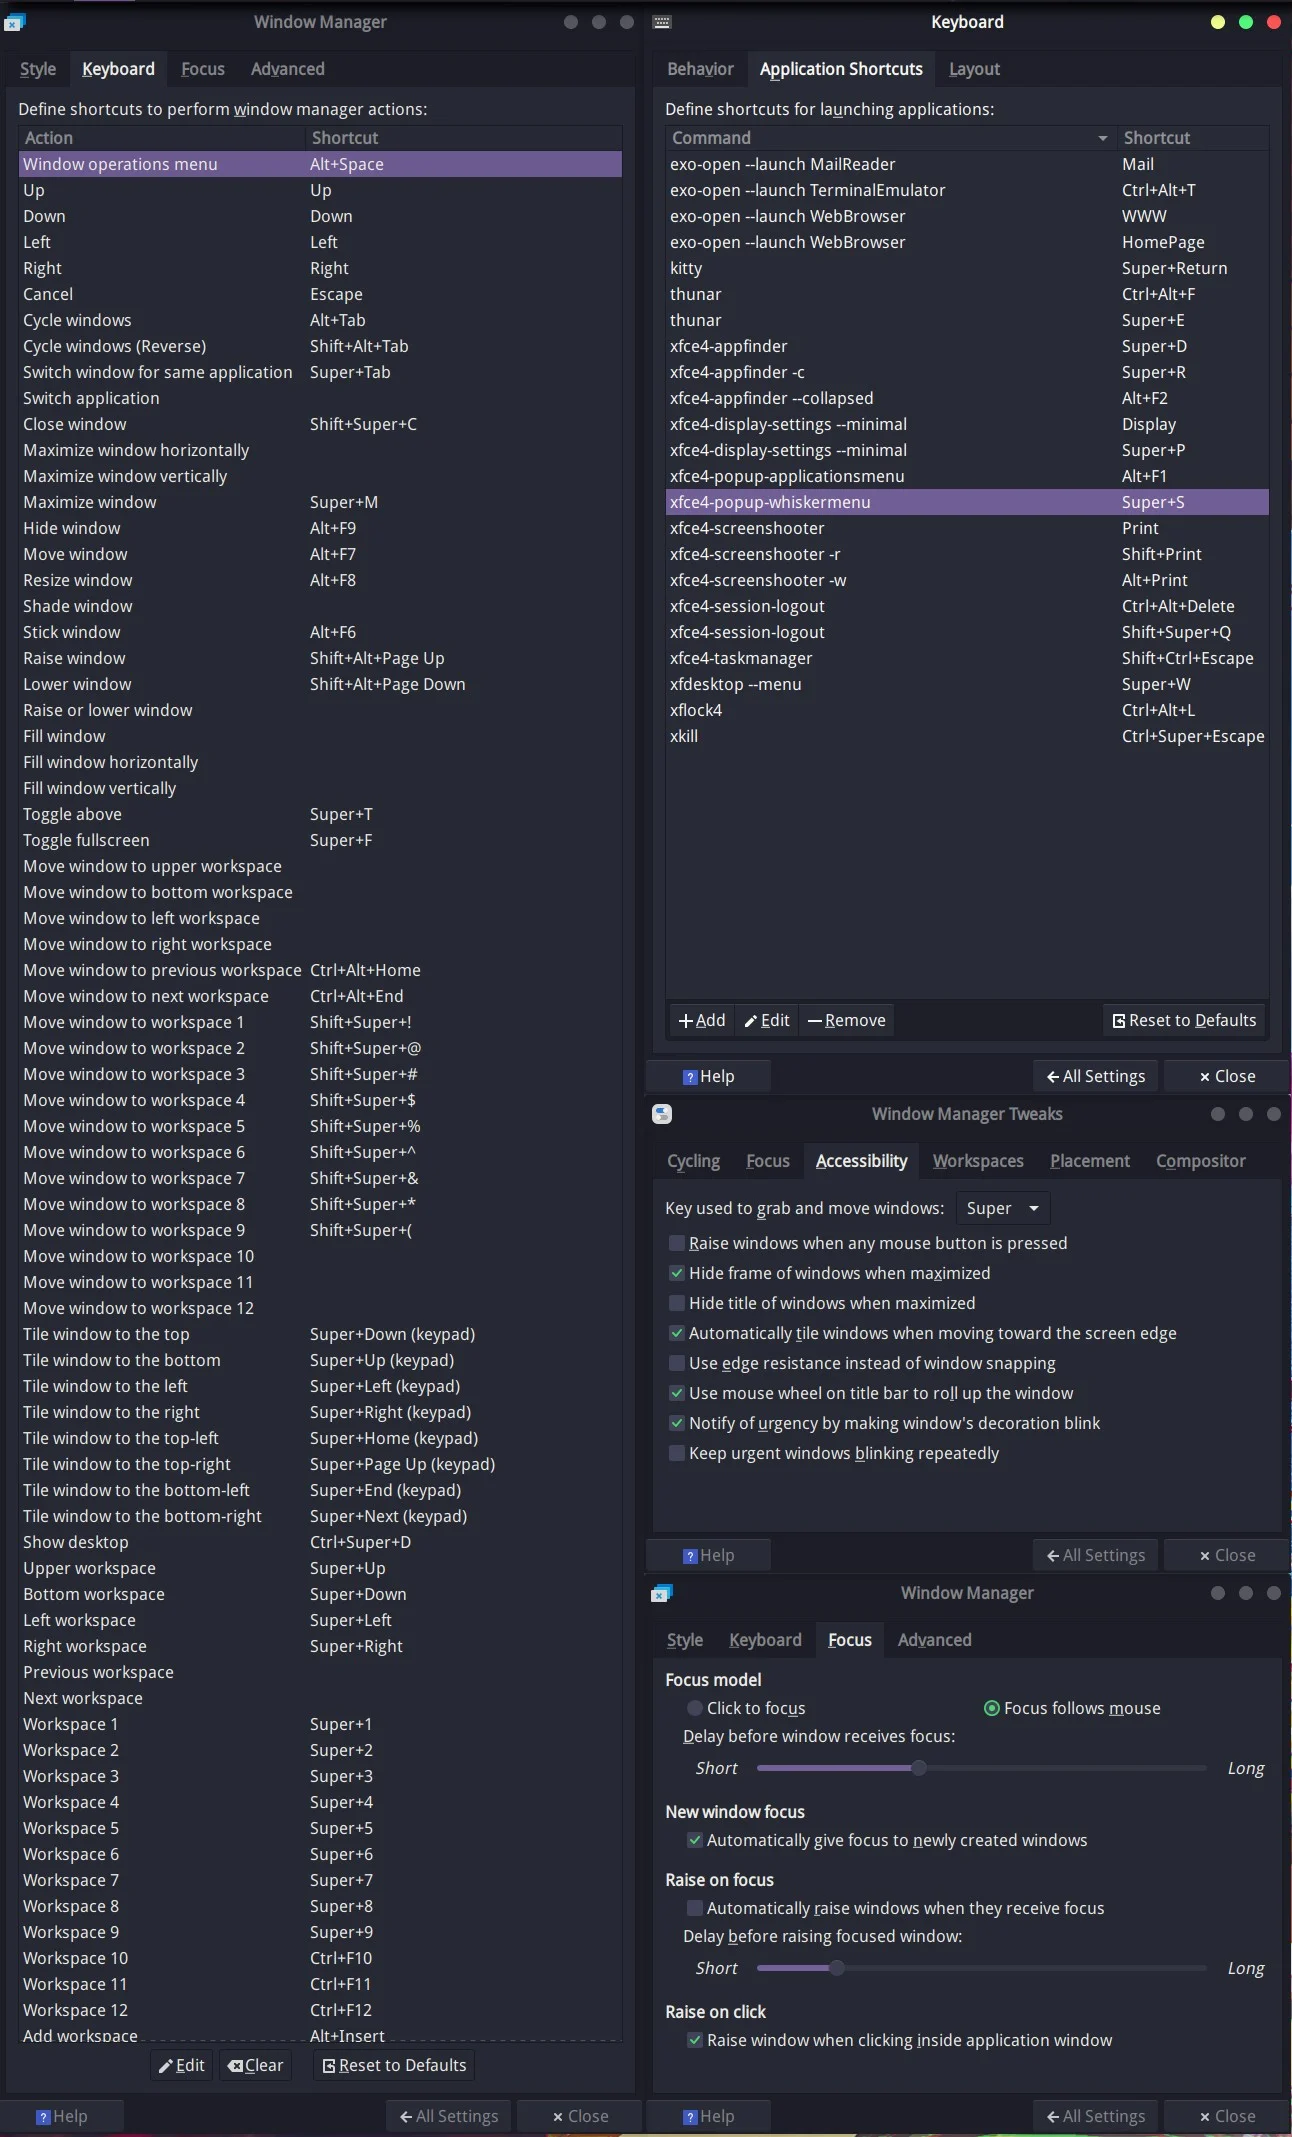 Window Manager
Style Keyboard Focus Advanced
Define shortcuts to perform window manager actions:
Action Shortcut
Window operations menu Alt+Space
Up Up
Down Down
Left Left
Right Right
Cancel Escape
Cycle windows Alt+Tab
Cycle windows (Reverse) Shift+Alt+Tab
Switch window for same application Super+Tab
Switch application
Close window Shift+Super+C
Maximize window horizontally
Maximize window vertically
Maximize window Super+M
Hide window Alt+F9
Move window Alt+F7
Resize window Alt+F8
Shade window
Stick window Alt+F6
Raise window Shift+Alt+Page Up
Lower window Shift+Alt+Page Down
Raise or lower window
Fill window
Fill window horizontally
Fill window vertically
Toggle above Super+T
Toggle fullscreen Super+F
Move window to upper workspace
Move window to bottom workspace
Move window to left workspace
Move window to right workspace
Move window to previous workspace Ctrl+Alt+Home
Move window to next workspace Ctrl+Alt+End
Move window to workspace 1 Shift+Super+!
Move window to workspace 2 Shift+Super+@
Move window to workspace 3 Shift+Super+#
Move window to workspace 4 Shift+Super+$
Move window to workspace 5 Shift+Super+%
Move window to workspace 6 Shift+Super+^
Move window to workspace 7 Shift+Super+&
Move window to workspace 8 Shift+Super+*
Move window to workspace 9 Shift+Super+(
Move window to workspace 10
Move window to workspace 11
Move window to workspace 12
Tile window to the top Super+Down (keypad)
Tile window to the bottom Super+Up (keypad)
Tile window to the left Super+Left (keypad)
Tile window to the right Super+Right (keypad)
Tile window to the top-left Super+Home (keypad)
Tile window to the top-right Super+Page Up (keypad)
Tile window to the bottom-left Super+End (keypad)
Tile window to the bottom-right Super+Next (keypad)
Show desktop Ctrl+Super+D
Upper workspace Super+Up
Bottom workspace Super+Down
Left workspace Super+Left
Right workspace Super+Right
Previous workspace
Next workspace
Workspace 1 Super+1
Workspace 2 Super+2
Workspace 3 Super+3
Workspace 4 Super+4
Workspace 5 Super+5
Workspace 6 Super+6
Workspace 7 Super+7
Workspace 8 Super+8
Workspace 9 Super+9
Workspace 10 Ctrl+F10
Workspace 11 Ctrl+F11
Workspace 12 Ctrl+F12
Add workspace Alt+Insert
Edit Clear Reset to Defaults
Help All Settings Close
Keyboard
Behavior Application Shortcuts Layout
Define shortcuts for launching applications:
Command Shortcut
exo-open --launch MailReader Mail
exo-open --launch TerminalEmulator Ctrl+Alt+T
exo-open --launch WebBrowser WWW
exo-open --launch WebBrowser HomePage
kitty Super+Return
thunar Ctrl+Alt+F
thunar Super+E
xfce4-appfinder Super+D
xfce4-appfinder -c Super+R
xfce4-appfinder --collapsed Alt+F2
xfce4-display-settings --minimal Display
xfce4-display-settings --minimal Super+P
xfce4-popup-applicationsmenu Alt+F1
xfce4-popup-whiskermenu Super+S
xfce4-screenshooter Print
xfce4-screenshooter -r Shift+Print
xfce4-screenshooter -w Alt+Print
xfce4-session-logout Ctrl+Alt+Delete
xfce4-session-logout Shift+Super+Q
xfce4-taskmanager Shift+Ctrl+Escape
xfdesktop --menu Super+W
xflock4 Ctrl+Alt+L
xkill Ctrl+Super+Escape
Add Edit Remove Reset to Defaults
Help All Settings Close
Window Manager Tweaks
Cycling Focus Accessibility Workspaces Placement Compositor
Key used to grab and move windows: Super
Raise windows when any mouse button is pressed
Hide frame of windows when maximized
Hide title of windows when maximized
Automatically tile windows when moving toward the screen edge
Use edge resistance instead of window snapping
Use mouse wheel on title bar to roll up the window
Notify of urgency by making window's decoration blink
Keep urgent windows blinking repeatedly
Help All Settings Close
Window Manager
Style Keyboard Focus Advanced
Focus model
Click to focus Focus follows mouse
Delay before window receives focus:
Short Long
New window focus
Automatically give focus to newly created windows
Raise on focus
Automatically raise windows when they receive focus
Delay before raising focused window:
Short Long
Raise on click
Raise window when clicking inside application window
Help All Settings Close